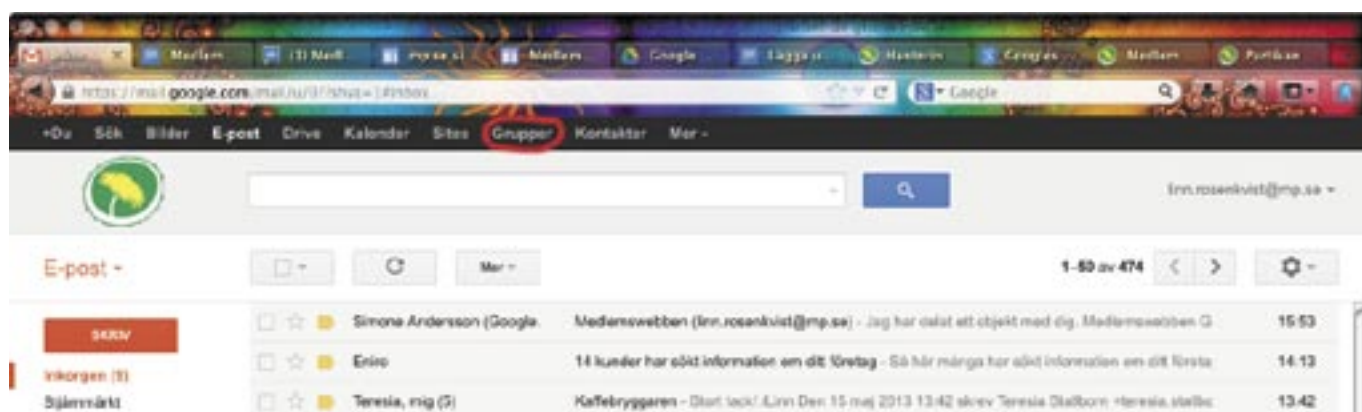 Medlem Google Medlem
https://mail.google.com/mail/u/0/?shva=1#inbox Google
+Du Sök Bilder E-post Drive Kalender Sites Grupper Kontakter Mer
linn.rosenkvist@mp.se
E-post Mer 1–50 av 474
SKRIV
Simone Andersson (Google. Medlemswebben (linn.rosenkvist@mp.se) - Jag har delat ett objekt med dig. Medlemswebben G 15:53
Inkorgen (5)
Eniro 14 kunder har sökt information om ditt företag - Så här många har sökt information om ditt företa 14:13
Stjärnmärkt
Teresia, mig (5) Kaffebryggaren - Stort tack! /Linn Den 15 maj 2013 13:42 skrev Teresia 13:42